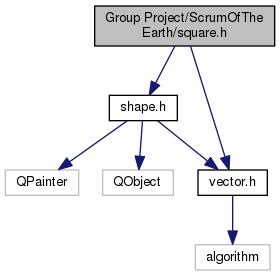 Group Project/ScrumOfThe
Earth/square.h
shape.h
QPainter
QObject
vector.h
algorithm